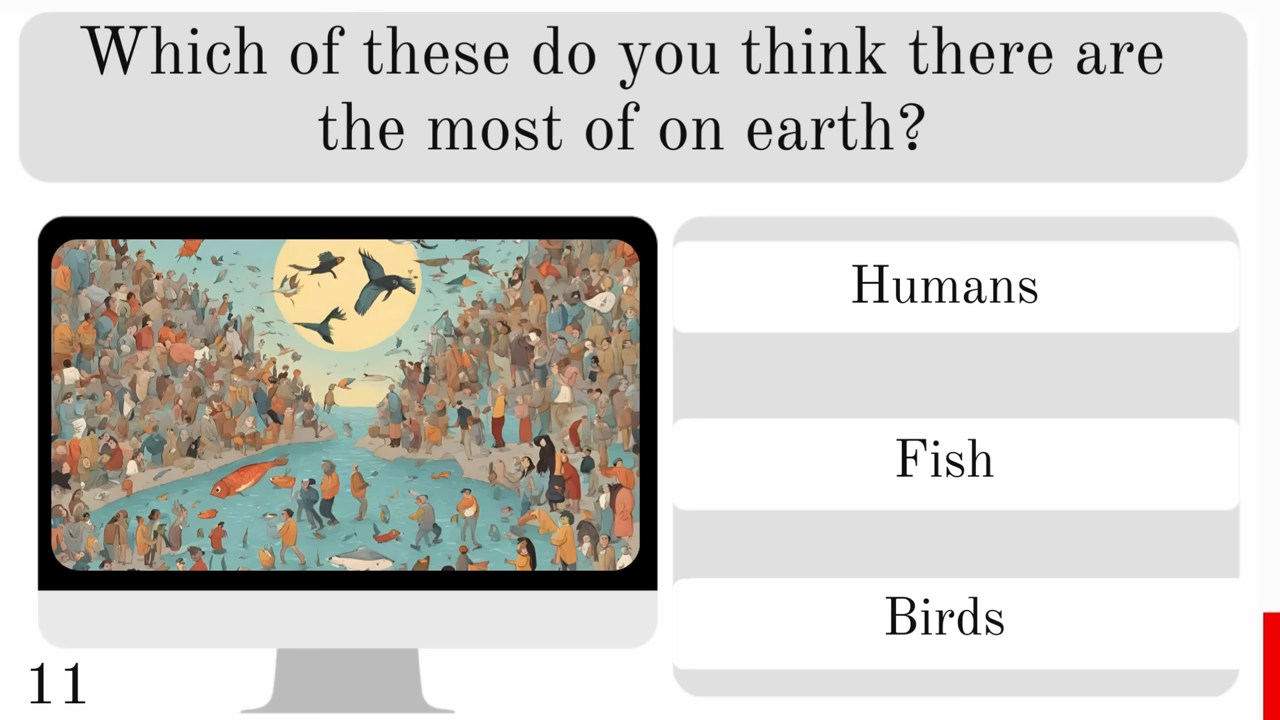 Which of these do you think there are
the most of on earth?
Humans
Fish
Birds
11